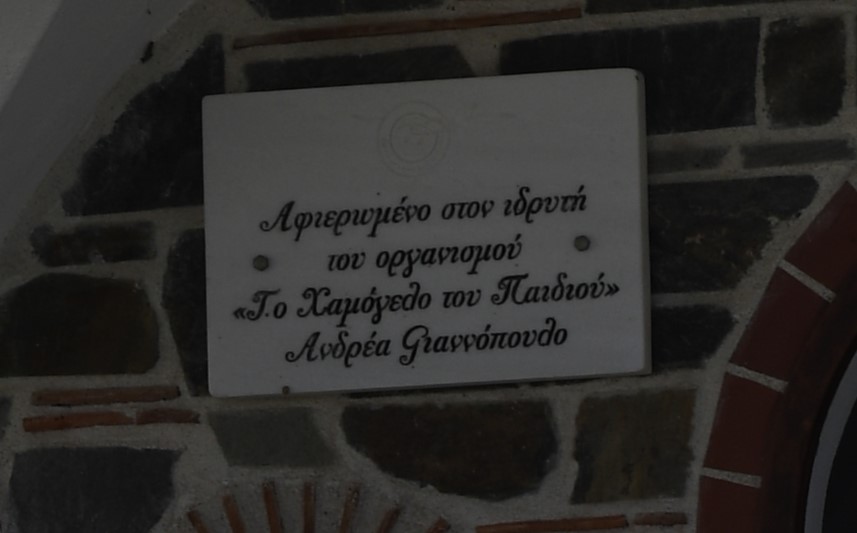 Αφιερωμένο στον ιδρυτή
του οργανισμού
«Το Χαμόγελο του Παιδιού»
Ανδρέα Γιαννόπουλο